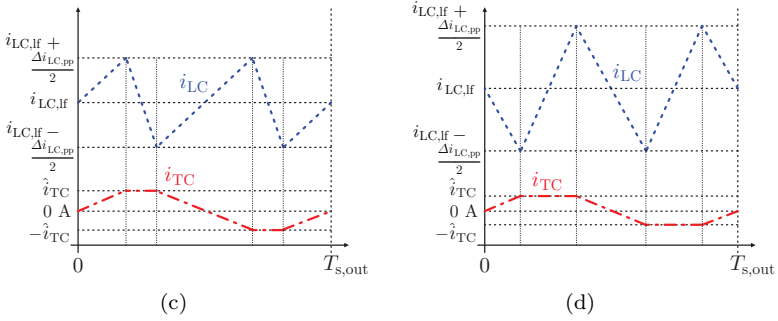 i_LC,lf +
Δi_LC,pp
2
i_LC,lf
i_LC,lf −
Δi_LC,pp
2
î_TC
0 A
−î_TC
i_LC
i_TC
0
T_s,out
(c)
i_LC,lf +
Δi_LC,pp
2
i_LC,lf
i_LC,lf −
Δi_LC,pp
2
î_TC
0 A
−î_TC
i_LC
i_TC
0
T_s,out
(d)